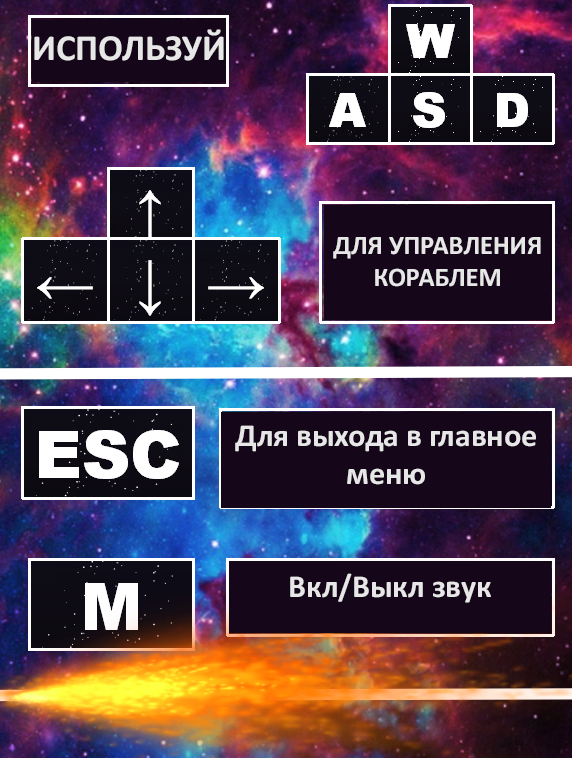 ИСПОЛЬЗУЙ
W
A S D
↑
← ↓ →
ДЛЯ УПРАВЛЕНИЯ
КОРАБЛЕМ
ESC
Для выхода в главное
меню
M
Вкл/Выкл звук